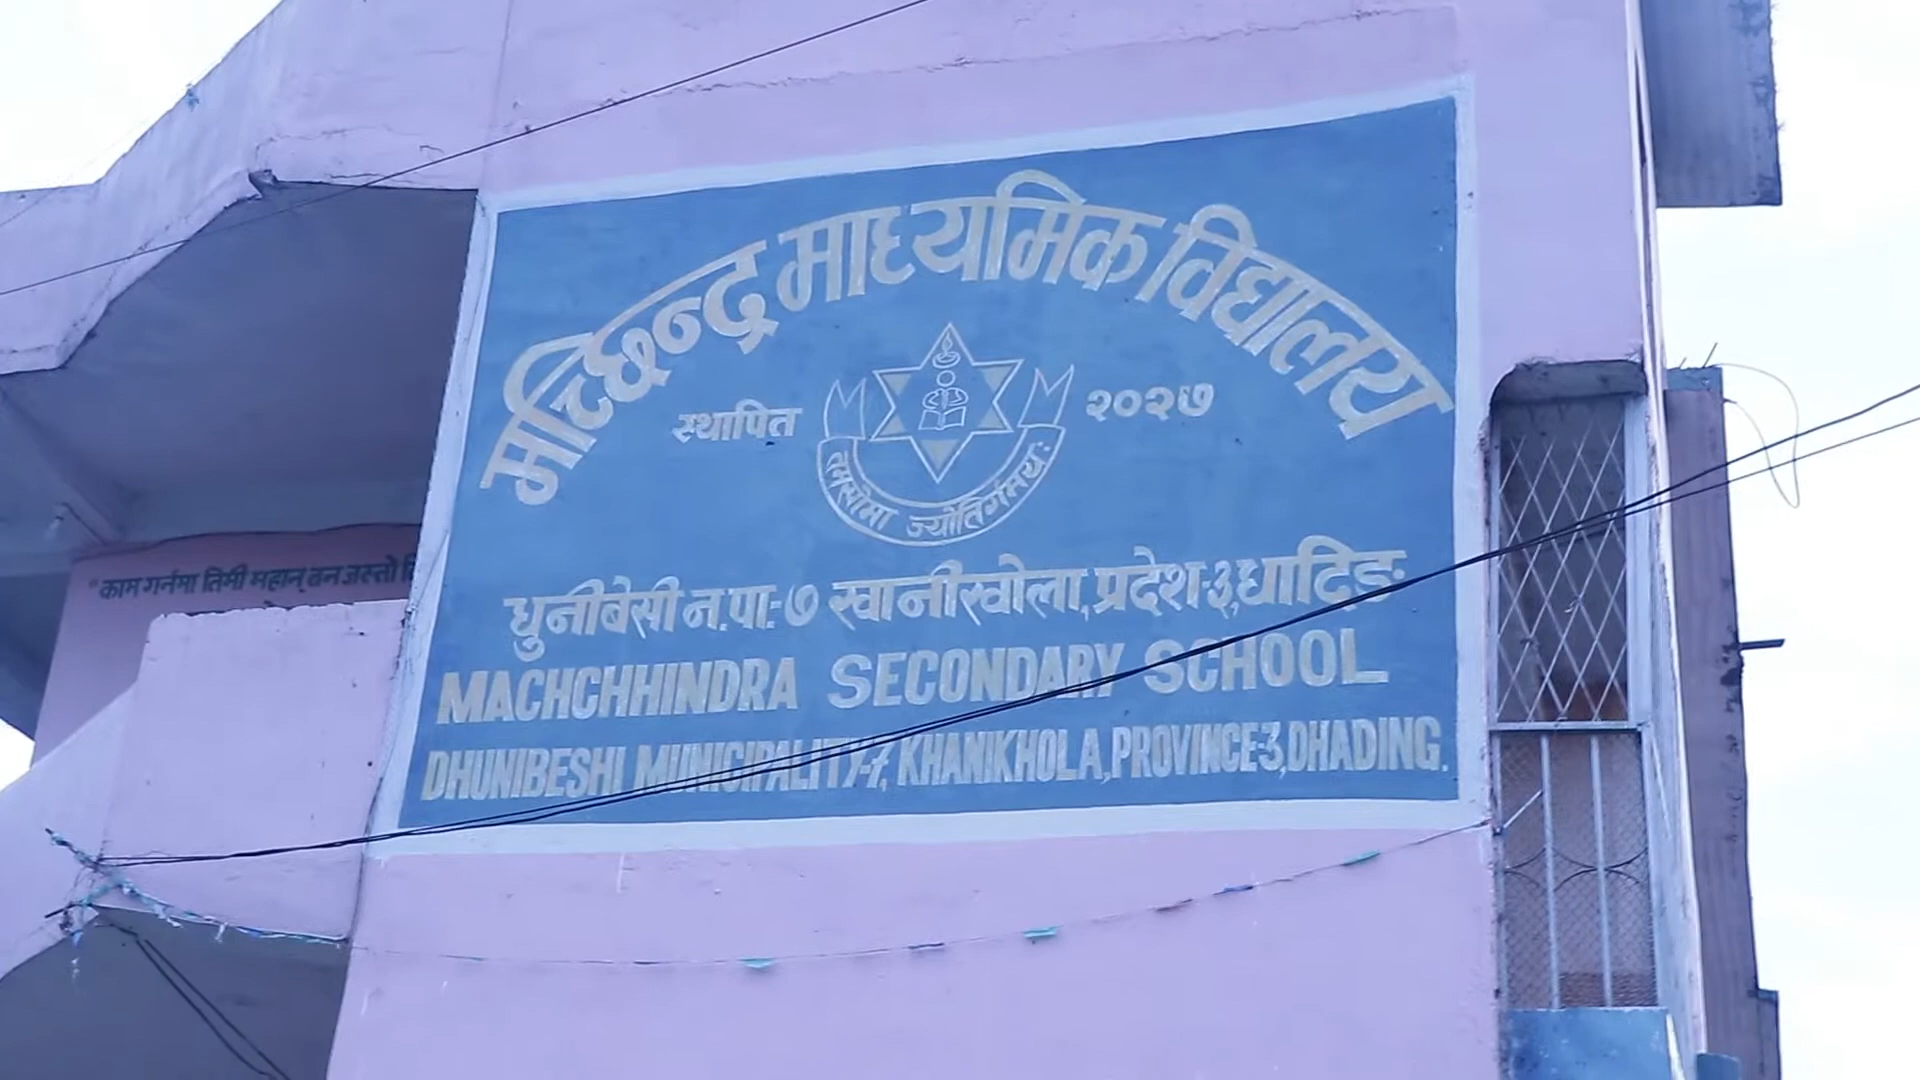 मच्छिन्द्र माध्यमिक विद्यालय
स्थापित २०२७
तमसोमा ज्योतिर्गमय:
धुनीबेसी न.पा.-७ खानीखोला, प्रदेश-३, धादिङ
MACHCHHINDRA SECONDARY SCHOOL
DHUNIBESHI MUNICIPALITY-7, KHANIKHOLA, PROVINCE-3, DHADING.
"काम गर्नमा तिमी महान् बन जस्तो